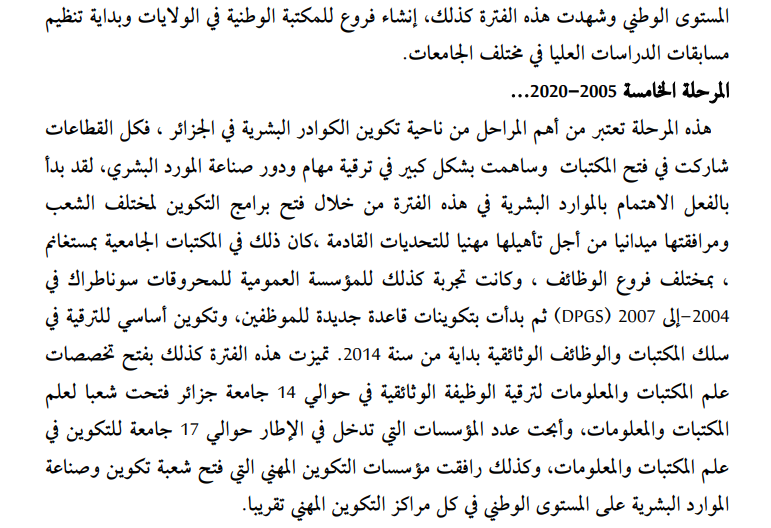 المستوى الوطني وشهدت هذه الفترة كذلك، إنشاء فروع للمكتبة الوطنية في الولايات وبداية تنظيم
مسابقات الدراسات العليا في مختلف الجامعات.
المرحلة الخامسة 2005-2020...
هذه المرحلة تعتبر من أهم المراحل من ناحية تكوين الكوادر البشرية في الجزائر ، فكل القطاعات
شاركت في فتح المكتبات وساهمت بشكل كبير في ترقية مهام ودور صناعة المورد البشري، لقد بدأ
بالفعل الاهتمام بالموارد البشرية في هذه الفترة من خلال فتح برامج التكوين لمختلف الشعب
ومرافقتها ميدانيا من أجل تأهيلها مهنيا للتحديات القادمة ،كان ذلك في المكتبات الجامعية بمستغانم
، بمختلف فروع الوظائف ، وكانت تجربة كذلك للمؤسسة العمومية للمحروقات سوناطراك في
2004-إلى 2007 (DPGS) ثم بدأت بتكوينات قاعدة جديدة للموظفين، وتكوين أساسي للترقية في
سلك المكتبات والوظائف الوثائقية بداية من سنة 2014. تميزت هذه الفترة كذلك بفتح تخصصات
علم المكتبات والمعلومات لترقية الوظيفة الوثائقية في حوالي 14 جامعة جزائر فتحت شعبا لعلم
المكتبات والمعلومات، وأبحت عدد المؤسسات التي تدخل في الإطار حوالي 17 جامعة للتكوين في
علم المكتبات والمعلومات، وكذلك رافقت مؤسسات التكوين المهني التي فتح شعبة تكوين وصناعة
الموارد البشرية على المستوى الوطني في كل مراكز التكوين المهني تقريبا.